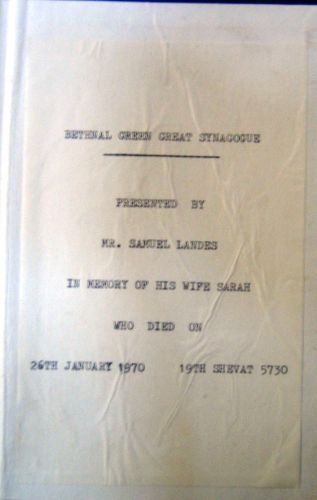 BETHNAL GREEN GREAT SYNAGOGUE
PRESENTED BY
MR. SAMUEL LANDES
IN MEMORY OF HIS WIFE SARAH
WHO DIED ON
26TH JANUARY 1970 19TH SHEVAT 5730